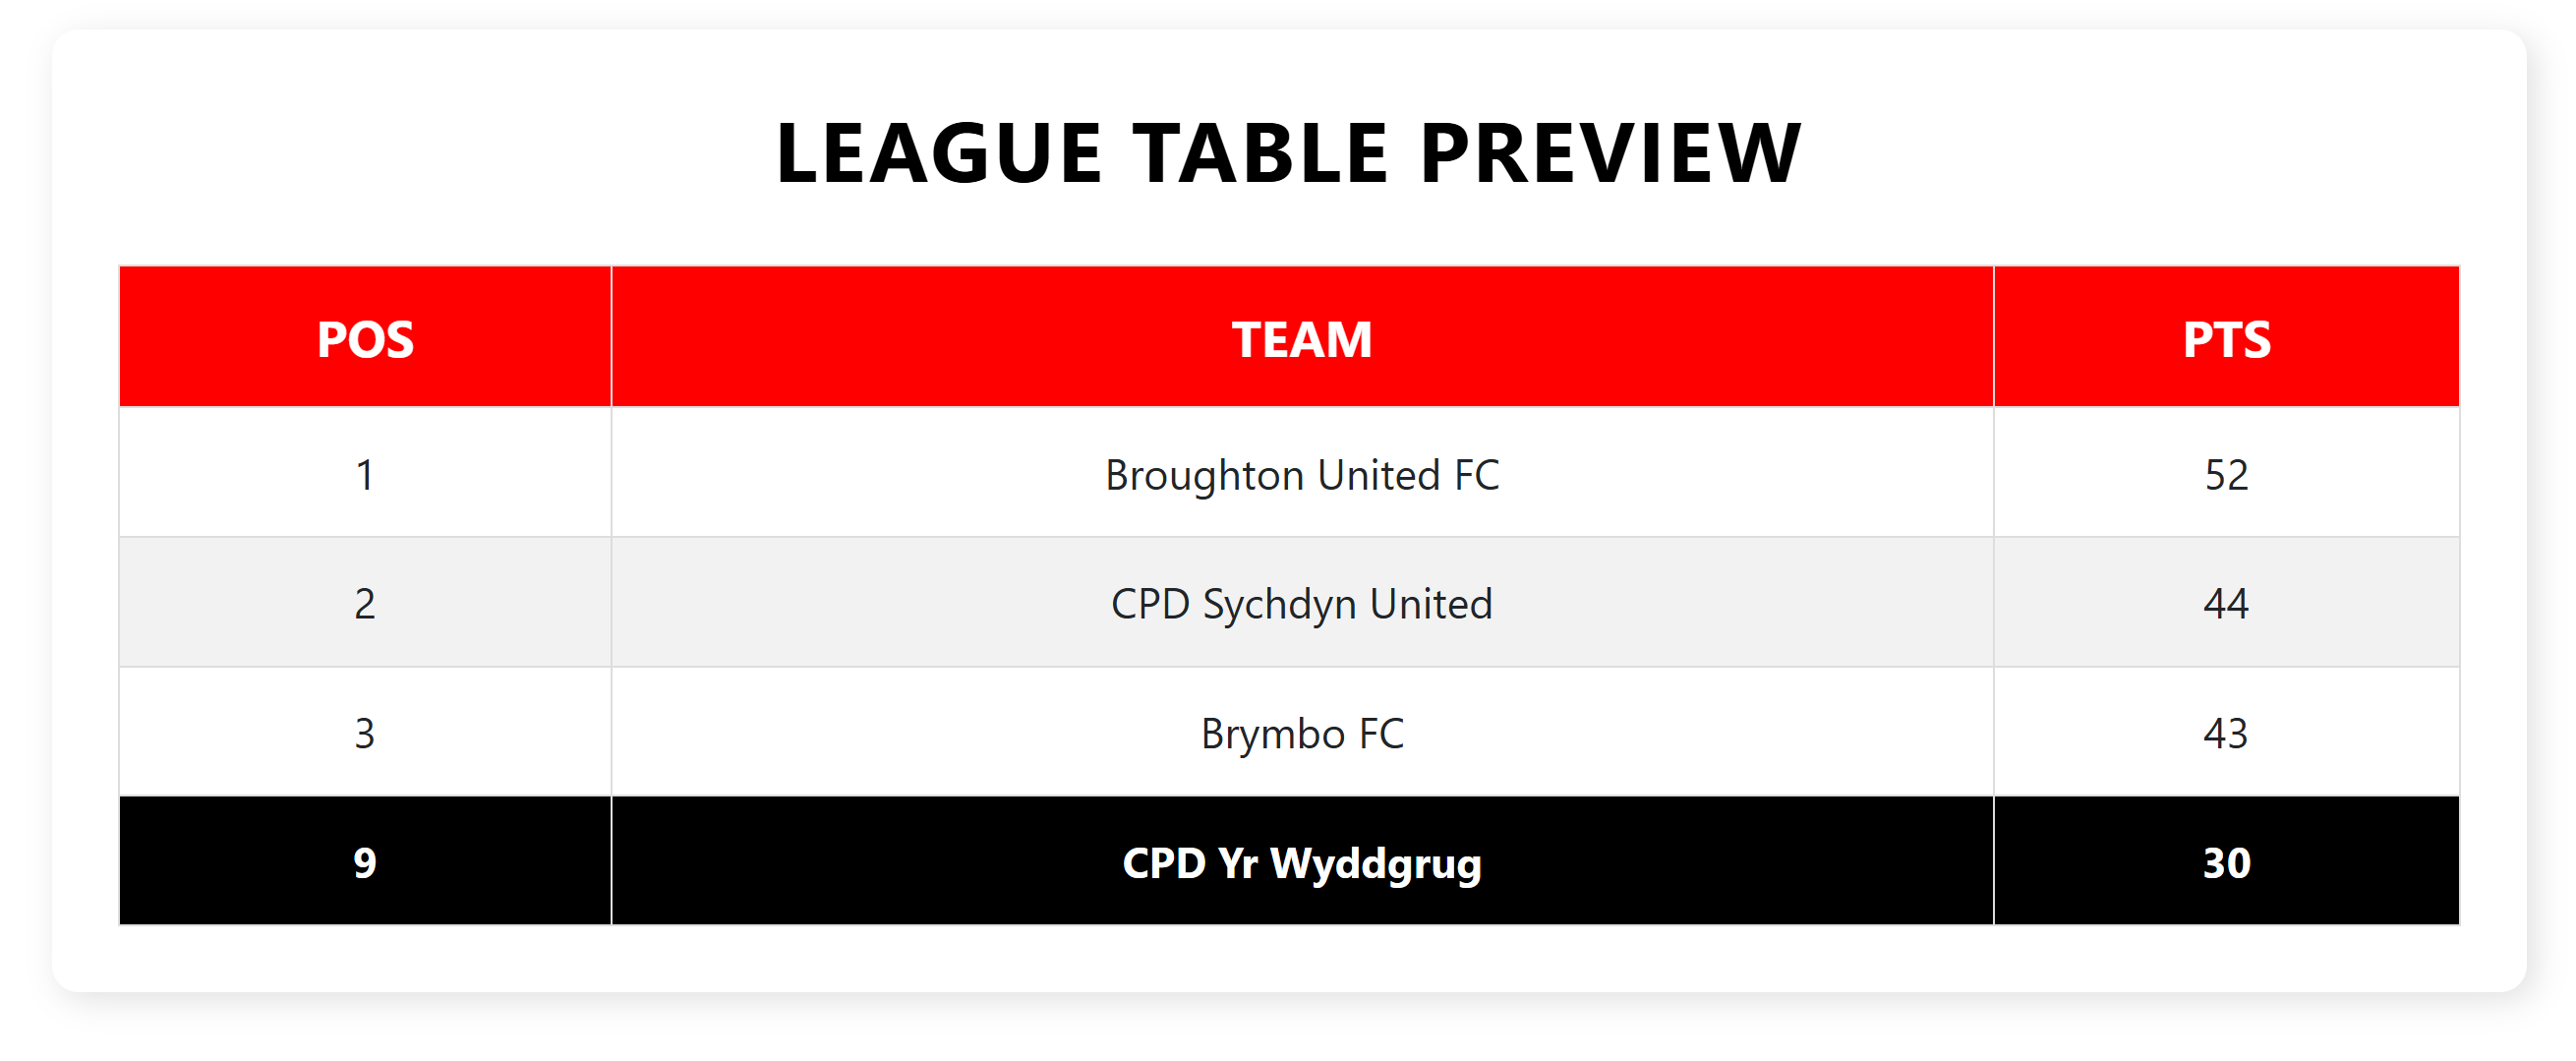 LEAGUE TABLE PREVIEW
POS TEAM PTS
1 Broughton United FC 52
2 CPD Sychdyn United 44
3 Brymbo FC 43
9 CPD Yr Wyddgrug 30